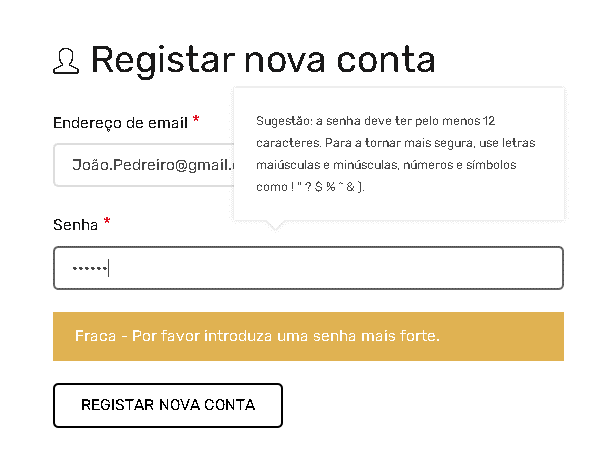 Registar nova conta
Sugestão: a senha deve ter pelo menos 12
caracteres. Para a tornar mais segura, use letras
maiúsculas e minúsculas, números e símbolos
como ! " ? $ % ^ & ).
Endereço de email *
João.Pedreiro@gmail.
Senha *
••••••
Fraca - Por favor introduza uma senha mais forte.
REGISTAR NOVA CONTA